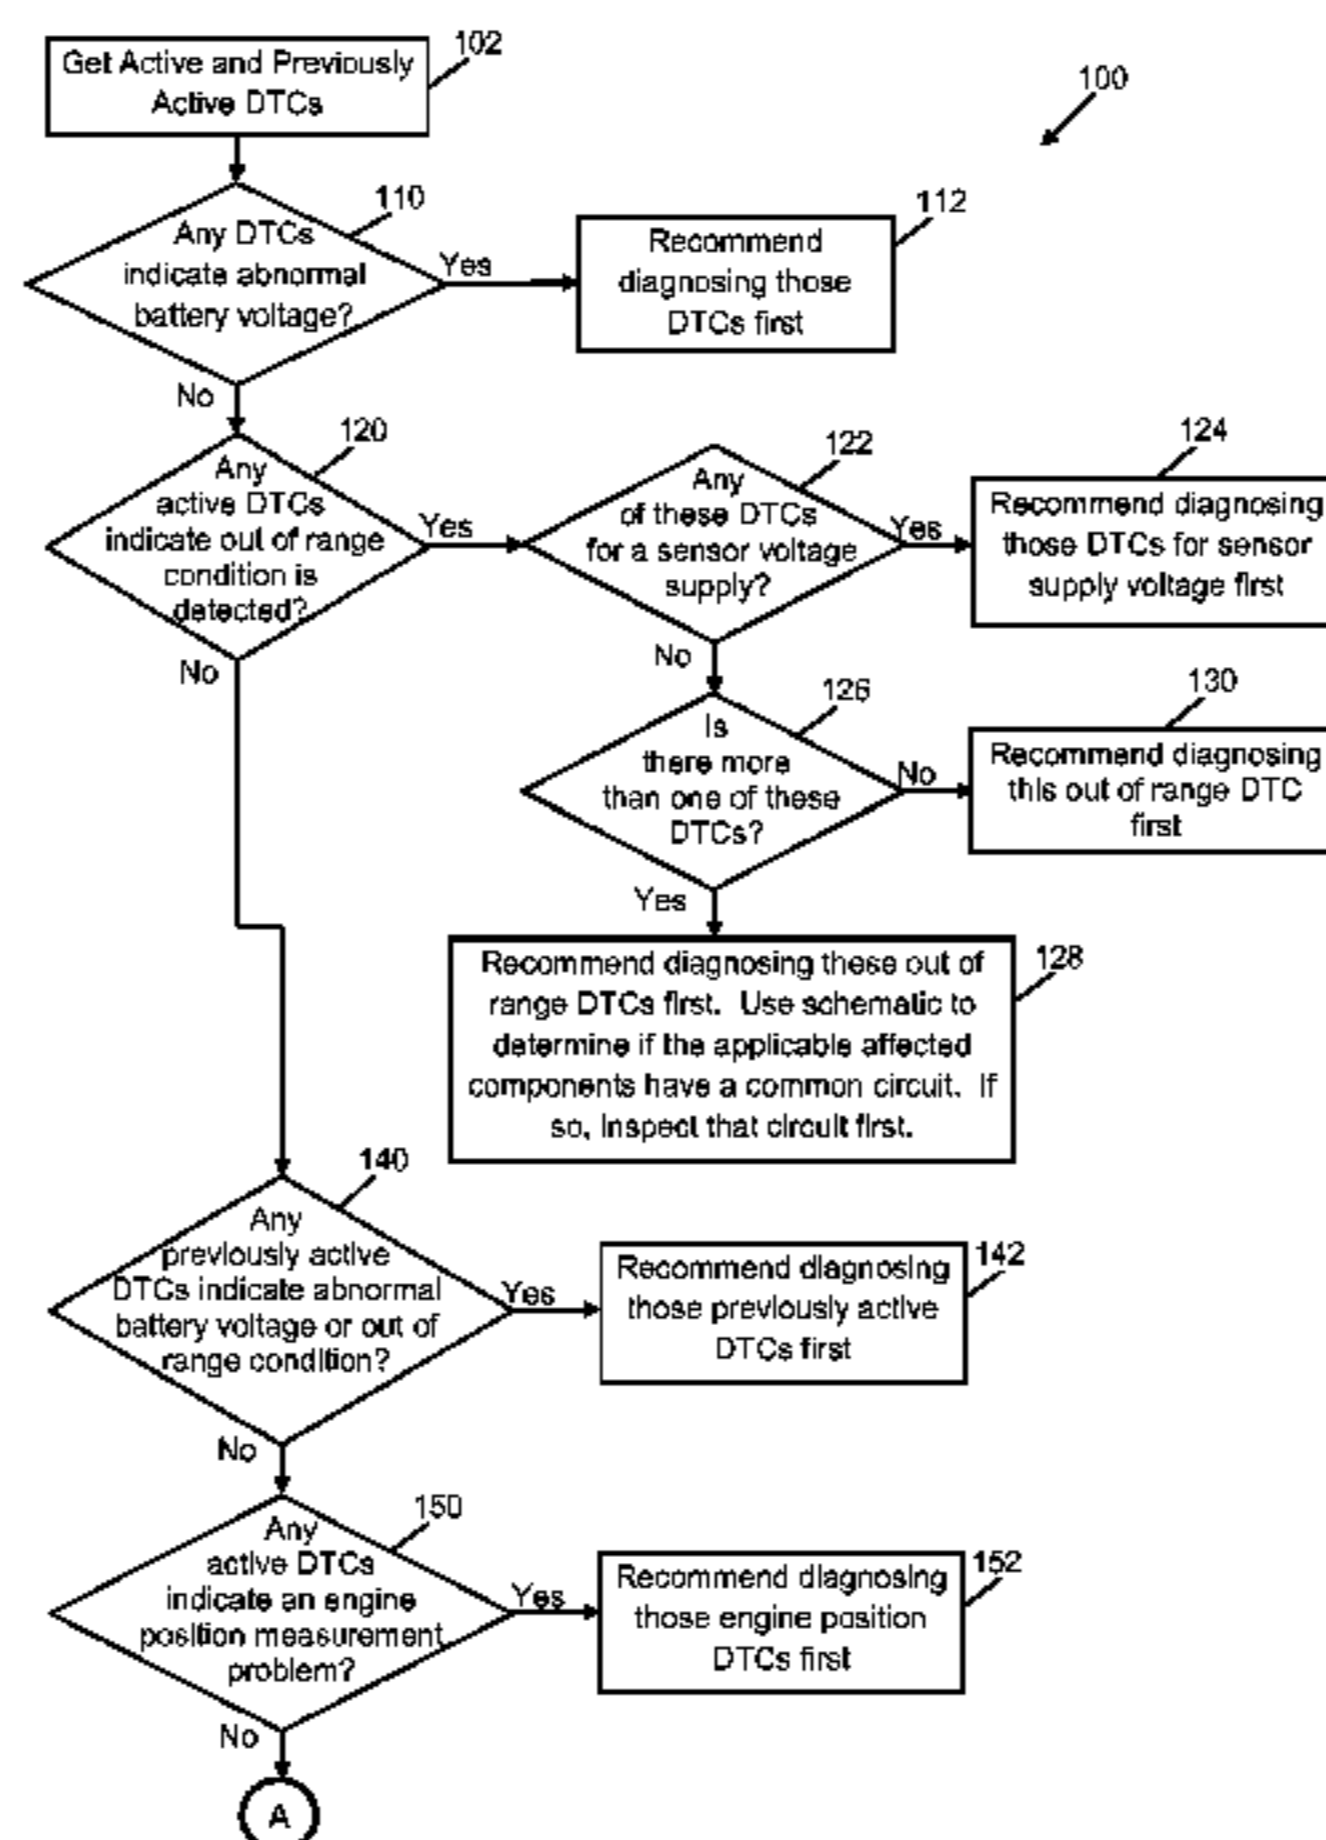 102
Get Active and Previously
Active DTCs
100
110
Any DTCs
indicate abnormal
battery voltage?
Yes
112
Recommend
diagnosing those
DTCs first
No
120
Any
active DTCs
indicate out of range
condition is
detected?
Yes
122
Any
of these DTCs
for a sensor voltage
supply?
Yes
124
Recommend diagnosing
those DTCs for sensor
supply voltage first
No
No
126
Is
there more
than one of these
DTCs?
No
130
Recommend diagnosing
this out of range DTC
first
Yes
128
Recommend diagnosing these out of
range DTCs first. Use schematic to
determine if the applicable affected
components have a common circuit. If
so, inspect that circuit first.
140
Any
previously active
DTCs indicate abnormal
battery voltage or out of
range condition?
Yes
142
Recommend diagnosing
those previously active
DTCs first
No
150
Any
active DTCs
indicate an engine
position measurement
problem?
Yes
152
Recommend diagnosing
those engine position
DTCs first
No
A